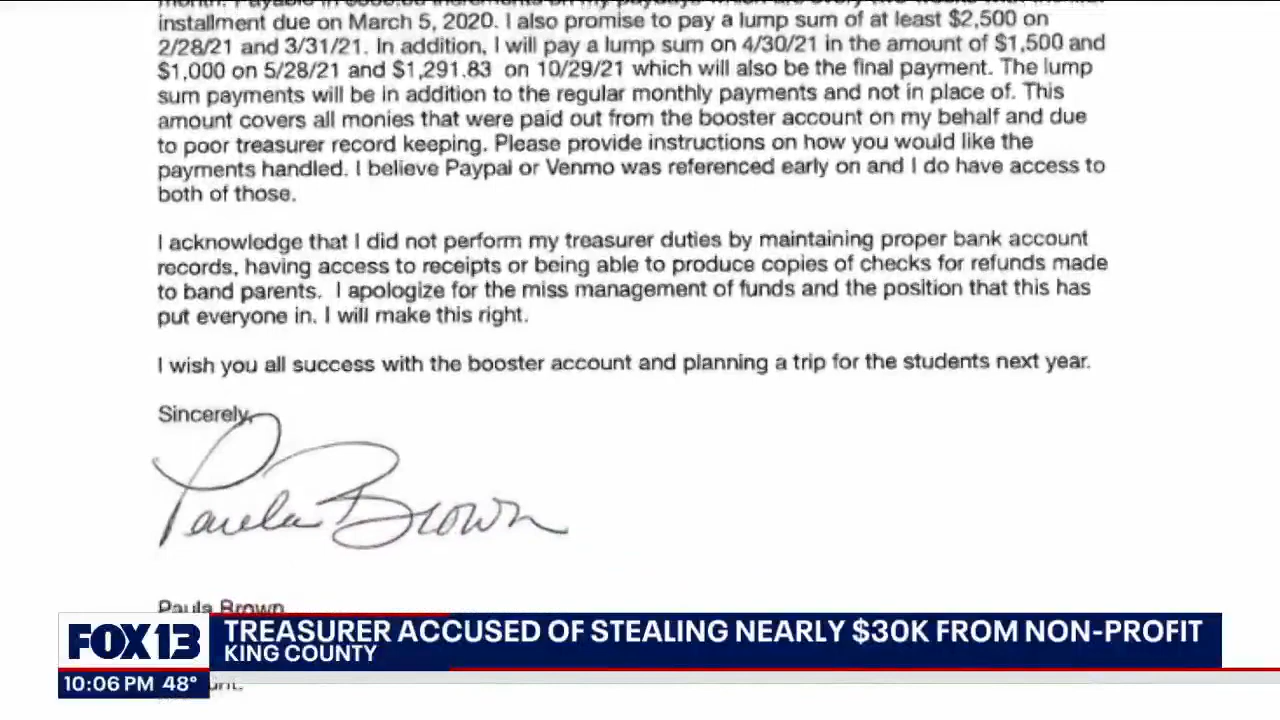 installment due on March 5, 2020. I also promise to pay a lump sum of at least $2,500 on
2/28/21 and 3/31/21. In addition, I will pay a lump sum on 4/30/21 in the amount of $1,500 and
$1,000 on 5/28/21 and $1,291.83 on 10/29/21 which will also be the final payment. The lump
sum payments will be in addition to the regular monthly payments and not in place of. This
amount covers all monies that were paid out from the booster account on my behalf and due
to poor treasurer record keeping. Please provide instructions on how you would like the
payments handled. I believe Paypal or Venmo was referenced early on and I do have access to
both of those.
I acknowledge that I did not perform my treasurer duties by maintaining proper bank account
records, having access to receipts or being able to produce copies of checks for refunds made
to band parents. I apologize for the miss management of funds and the position that this has
put everyone in. I will make this right.
I wish you all success with the booster account and planning a trip for the students next year.
Sincerely,
Paula Brown
Paula Brown
FOX 13
TREASURER ACCUSED OF STEALING NEARLY $30K FROM NON-PROFIT
KING COUNTY
10:06 PM 48°